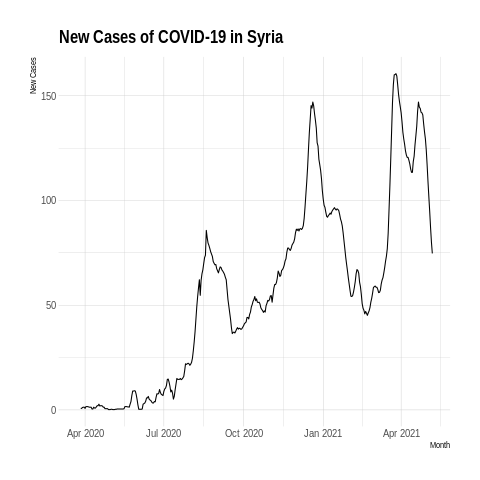 New Cases of COVID-19 in Syria
New Cases
150
100
50
0
Apr 2020 Jul 2020 Oct 2020 Jan 2021 Apr 2021
Month